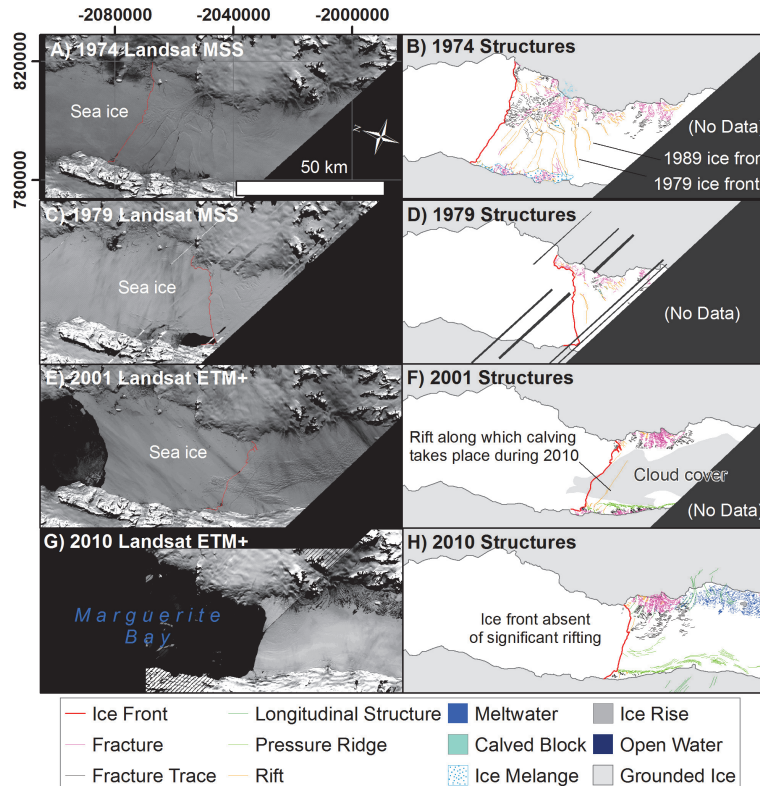 -2080000 -2040000 -2000000
820000
780000
A) 1974 Landsat MSS
Sea ice
N
50 km
B) 1974 Structures
(No Data)
1989 ice front
1979 ice front
C) 1979 Landsat MSS
Sea ice
D) 1979 Structures
(No Data)
E) 2001 Landsat ETM+
Sea ice
F) 2001 Structures
Rift along which calving
takes place during 2010
Cloud cover
(No Data)
G) 2010 Landsat ETM+
Marguerite
Bay
H) 2010 Structures
Ice front absent
of significant rifting
Ice Front
Fracture
Fracture Trace
Longitudinal Structure
Pressure Ridge
Rift
Meltwater
Calved Block
Ice Melange
Ice Rise
Open Water
Grounded Ice